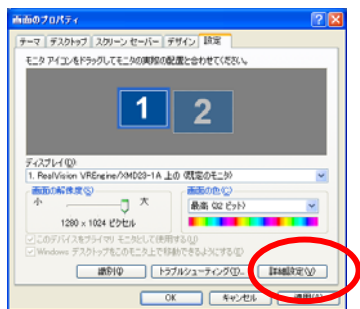 画面のプロパティ
テーマ デスクトップ スクリーン セーバー デザイン 設定
モニタ アイコンをドラッグしてモニタの実際の配置と合わせてください。
1 2
ディスプレイ(D)
1. RealVision VREngine/XMD23-1A 上の (既定のモニタ)
画面の解像度(S)
小 大
1280 x 1024 ピクセル
画面の色(C)
最高 (32 ビット)
このデバイスをプライマリ モニタとして使用する(U)
Windows デスクトップをこのモニタ上で移動できるようにする(E)
識別(I) トラブルシューティング(T)... 詳細設定(V)
OK キャンセル 適用(A)